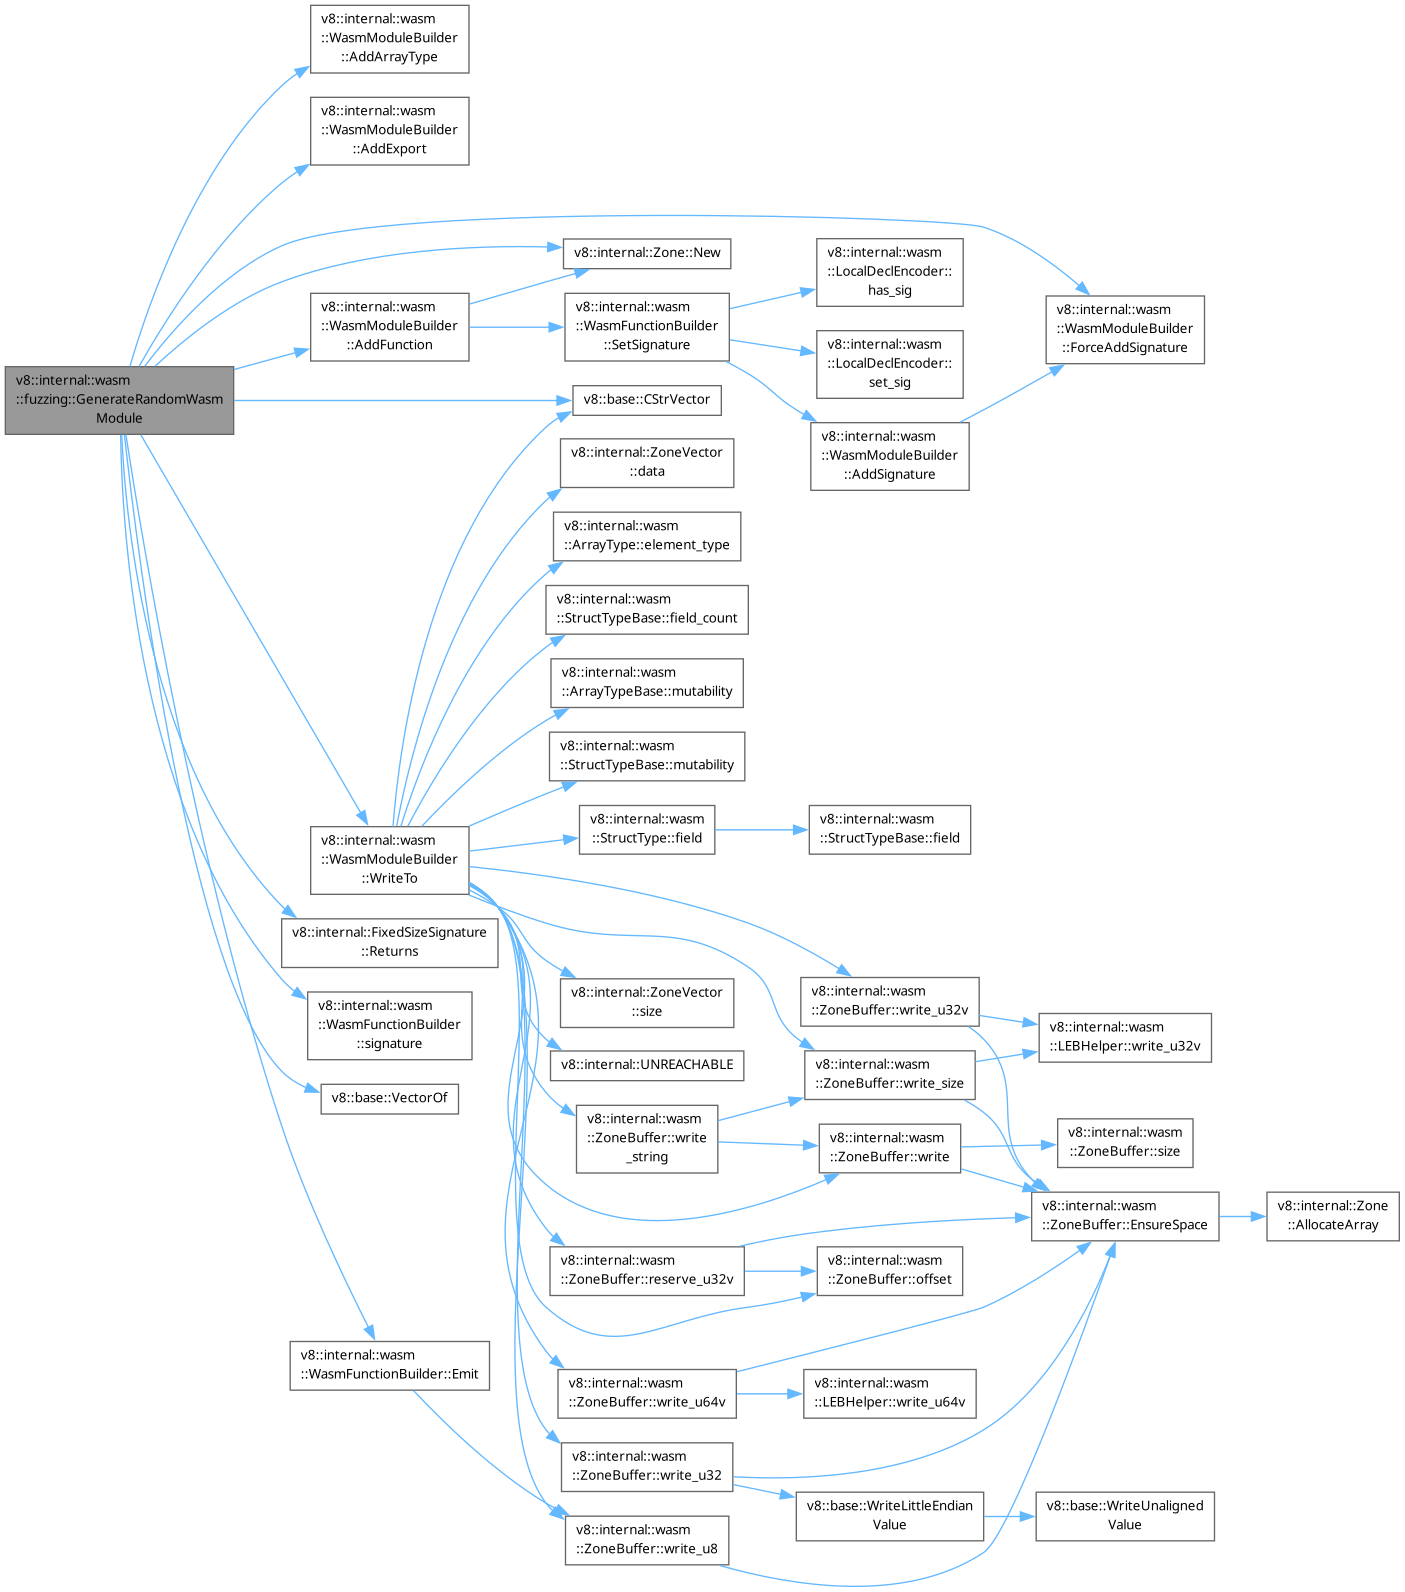 v8::internal::wasm
::WasmModuleBuilder
::AddArrayType
v8::internal::wasm
::WasmModuleBuilder
::AddExport
v8::internal::Zone::New
v8::internal::wasm
::LocalDeclEncoder::
has_sig
v8::internal::wasm
::WasmModuleBuilder
::AddFunction
v8::internal::wasm
::WasmFunctionBuilder
::SetSignature
v8::internal::wasm
::WasmModuleBuilder
::ForceAddSignature
v8::internal::wasm
::LocalDeclEncoder::
set_sig
v8::internal::wasm
::fuzzing::GenerateRandomWasm
Module
v8::base::CStrVector
v8::internal::wasm
::WasmModuleBuilder
::AddSignature
v8::internal::ZoneVector
::data
v8::internal::wasm
::ArrayType::element_type
v8::internal::wasm
::StructTypeBase::field_count
v8::internal::wasm
::ArrayTypeBase::mutability
v8::internal::wasm
::StructTypeBase::mutability
v8::internal::wasm
::StructType::field
v8::internal::wasm
::StructTypeBase::field
v8::internal::wasm
::WasmModuleBuilder
::WriteTo
v8::internal::FixedSizeSignature
::Returns
v8::internal::ZoneVector
::size
v8::internal::wasm
::ZoneBuffer::write_u32v
v8::internal::wasm
::WasmFunctionBuilder
::signature
v8::internal::wasm
::LEBHelper::write_u32v
v8::internal::UNREACHABLE
v8::internal::wasm
::ZoneBuffer::write_size
v8::base::VectorOf
v8::internal::wasm
::ZoneBuffer::write
_string
v8::internal::wasm
::ZoneBuffer::write
v8::internal::wasm
::ZoneBuffer::size
v8::internal::wasm
::ZoneBuffer::EnsureSpace
v8::internal::Zone
::AllocateArray
v8::internal::wasm
::ZoneBuffer::reserve_u32v
v8::internal::wasm
::ZoneBuffer::offset
v8::internal::wasm
::WasmFunctionBuilder::Emit
v8::internal::wasm
::ZoneBuffer::write_u64v
v8::internal::wasm
::LEBHelper::write_u64v
v8::internal::wasm
::ZoneBuffer::write_u32
v8::base::WriteLittleEndian
Value
v8::base::WriteUnaligned
Value
v8::internal::wasm
::ZoneBuffer::write_u8